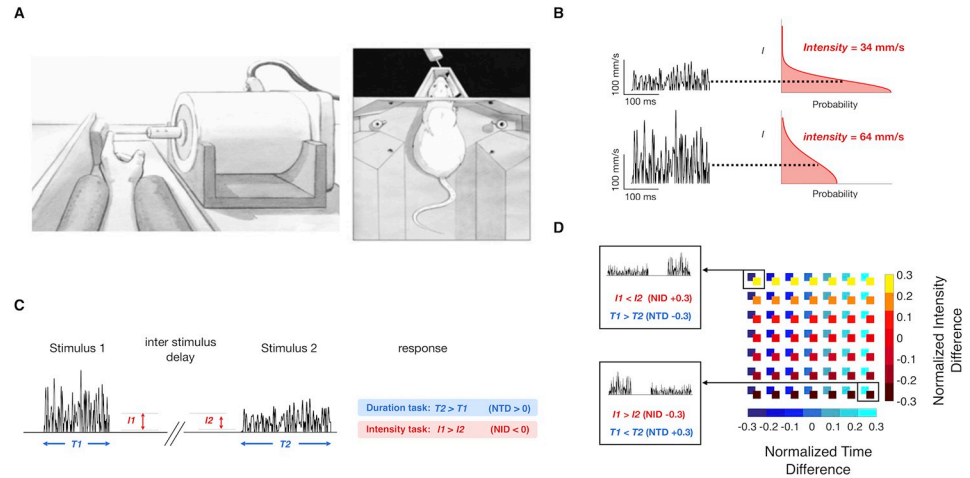 A
B
I
Intensity = 34 mm/s
100 mm/s
100 ms
Probability
I
intensity = 64 mm/s
100 mm/s
100 ms
Probability
C
Stimulus 1
inter stimulus
delay
Stimulus 2
response
I1
I2
T1
T2
Duration task: T2 > T1 (NTD > 0)
Intensity task: I1 > I2 (NID < 0)
D
I1 < I2 (NID +0.3)
T1 > T2 (NTD -0.3)
I1 > I2 (NID -0.3)
T1 < T2 (NTD +0.3)
0.3
0.2
0.1
0
-0.1
-0.2
-0.3
Normalized Intensity
Difference
-0.3 -0.2 -0.1 0 0.1 0.2 0.3
Normalized Time
Difference